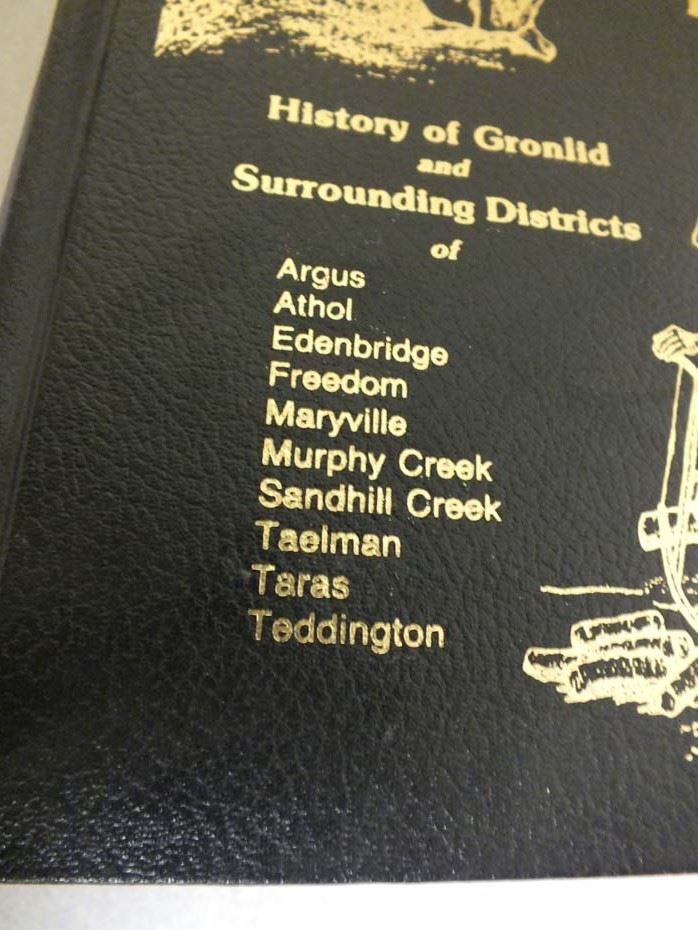 History of Gronlid
and
Surrounding Districts
of
Argus
Athol
Edenbridge
Freedom
Maryville
Murphy Creek
Sandhill Creek
Taelman
Taras
Teddington